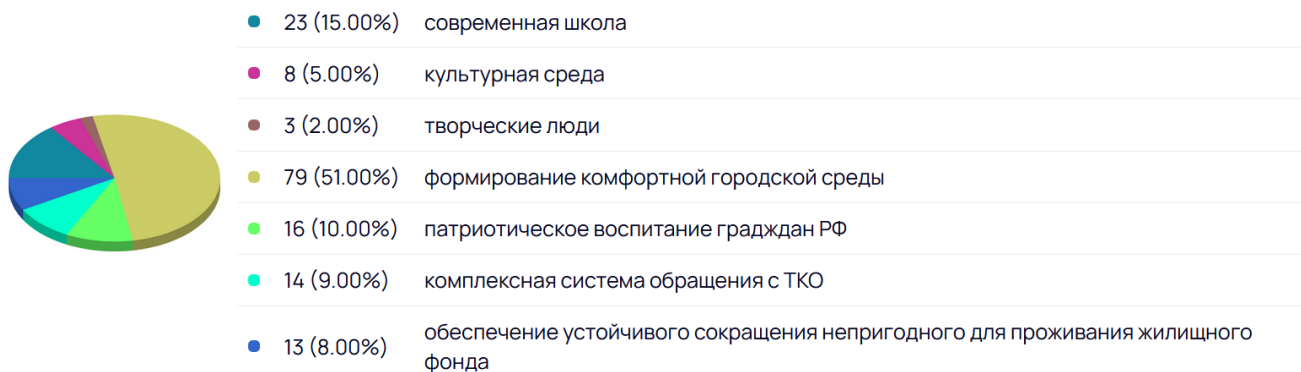 23 (15.00%) современная школа
8 (5.00%) культурная среда
3 (2.00%) творческие люди
79 (51.00%) формирование комфортной городской среды
16 (10.00%) патриотическое воспитание градждан РФ
14 (9.00%) комплексная система обращения с ТКО
13 (8.00%) обеспечение устойчивого сокращения непригодного для проживания жилищного
фонда